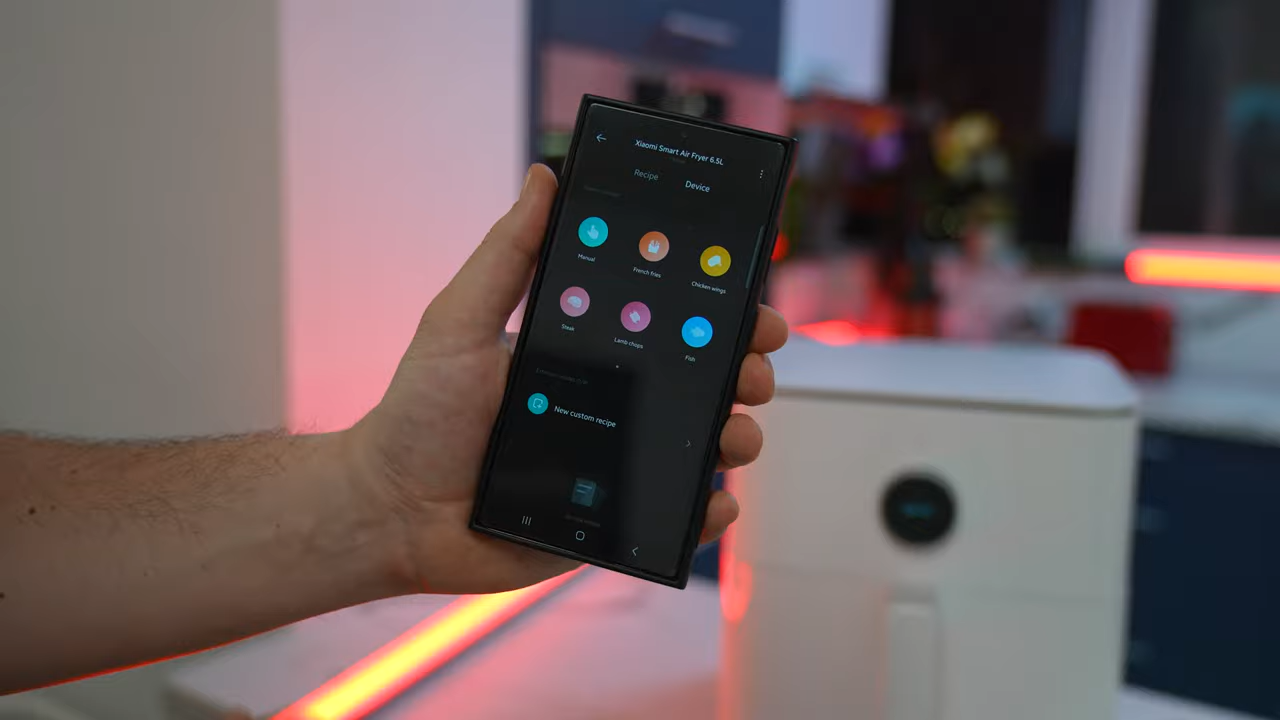 Xiaomi Smart Air Fryer 6.5L
Recipe Device
Manual
French fries
Chicken wings
Steak
Lamb chops
Fish
New custom recipe